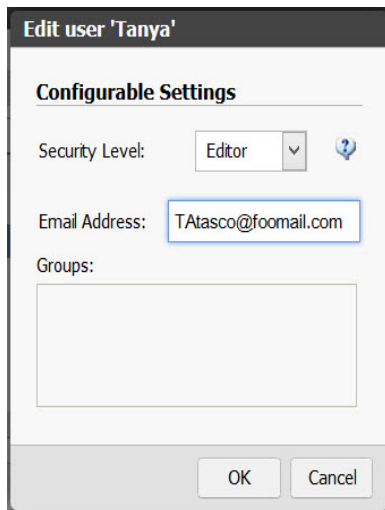 Edit user 'Tanya'
Configurable Settings
Security Level: Editor
Email Address: TAtasco@foomail.com
Groups:
OK Cancel